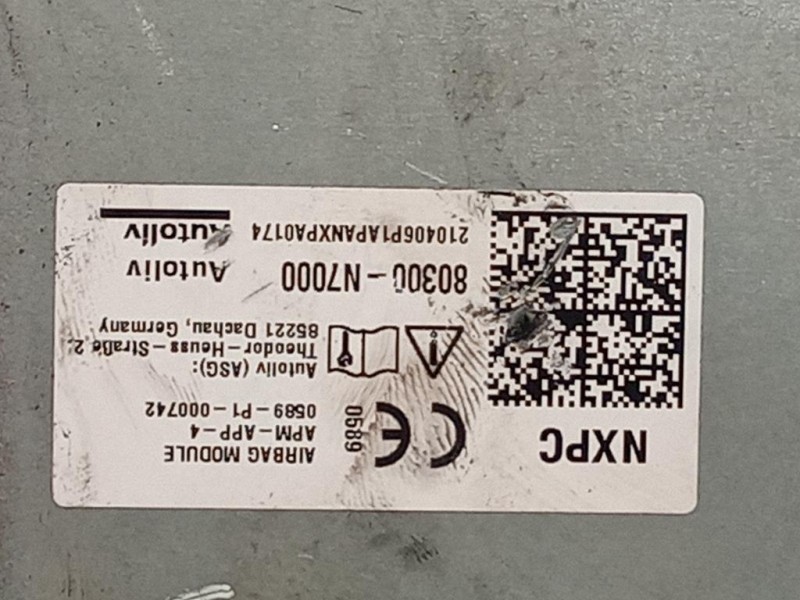 NXPC
0589
AIRBAG MODULE
APM-APP-4
0589-P1-000742
Autoliv (ASG):
Theodor-Heuss-Straße 2,
85221 Dachau, Germany
80300-N7000
Autoliv
210406P1APANXPA0174
Autoliv